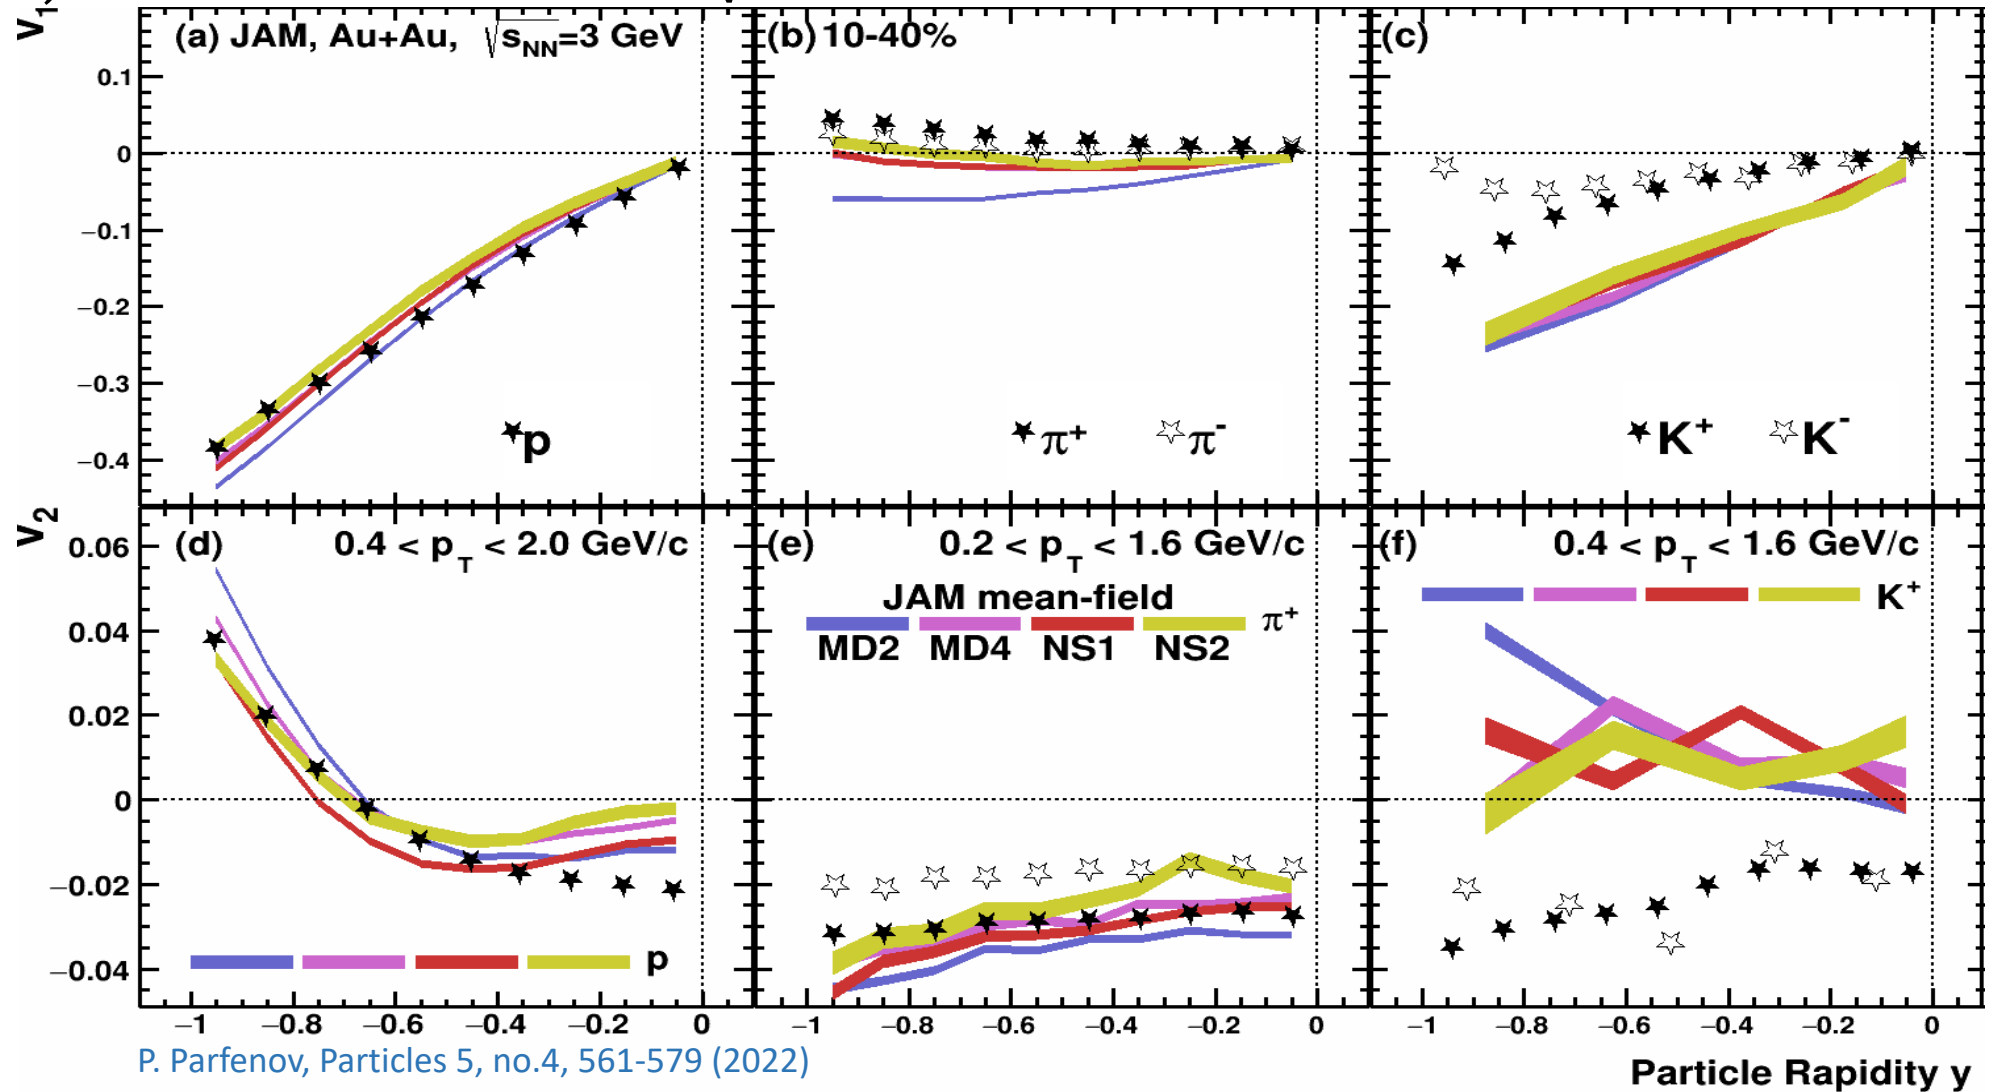 v1
(a) JAM, Au+Au, √sNN=3 GeV
(b) 10-40%
(c)
0.1
0
−0.1
−0.2
−0.3
−0.4
p
π+ π-
K+ K-
v2
(d) 0.4 < pT < 2.0 GeV/c
(e) 0.2 < pT < 1.6 GeV/c
(f) 0.4 < pT < 1.6 GeV/c
0.06
0.04
0.02
0
−0.02
−0.04
JAM mean-field
π+
MD2 MD4 NS1 NS2
K+
p
−1 −0.8 −0.6 −0.4 −0.2 0
−1 −0.8 −0.6 −0.4 −0.2 0
−1 −0.8 −0.6 −0.4 −0.2 0
P. Parfenov, Particles 5, no.4, 561-579 (2022)
Particle Rapidity y